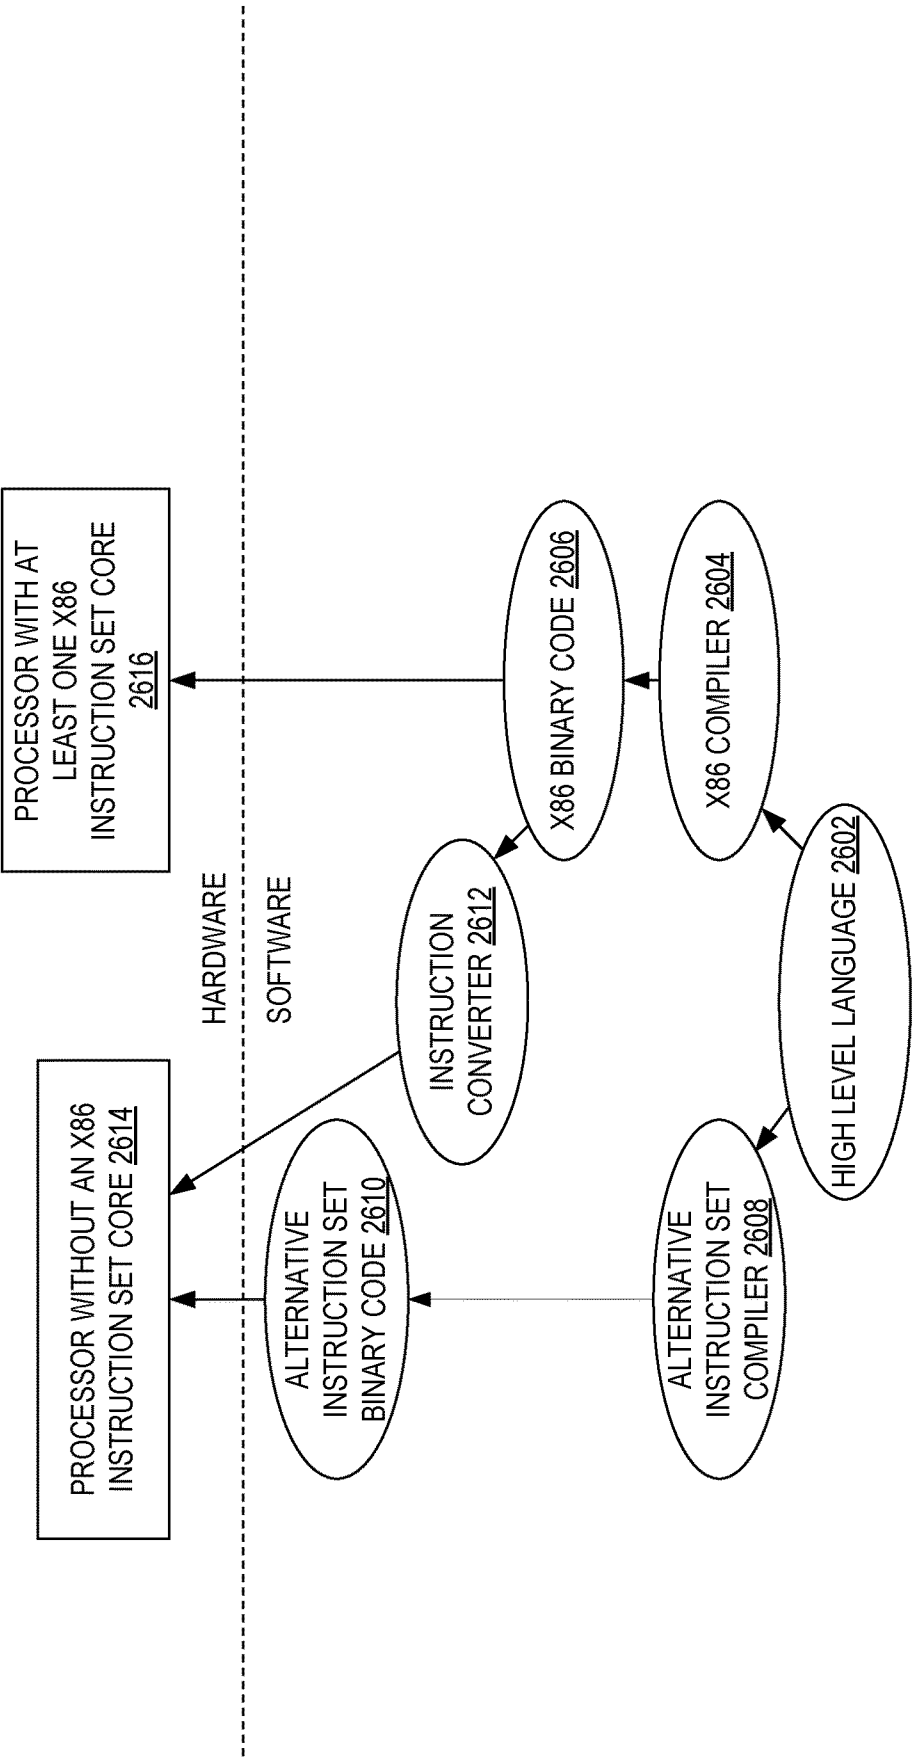 PROCESSOR WITHOUT AN X86
INSTRUCTION SET CORE 2614
PROCESSOR WITH AT
LEAST ONE X86
INSTRUCTION SET CORE
2616
HARDWARE
SOFTWARE
ALTERNATIVE
INSTRUCTION SET
BINARY CODE 2610
INSTRUCTION
CONVERTER 2612
X86 BINARY CODE 2606
ALTERNATIVE
INSTRUCTION SET
COMPILER 2608
X86 COMPILER 2604
HIGH LEVEL LANGUAGE 2602